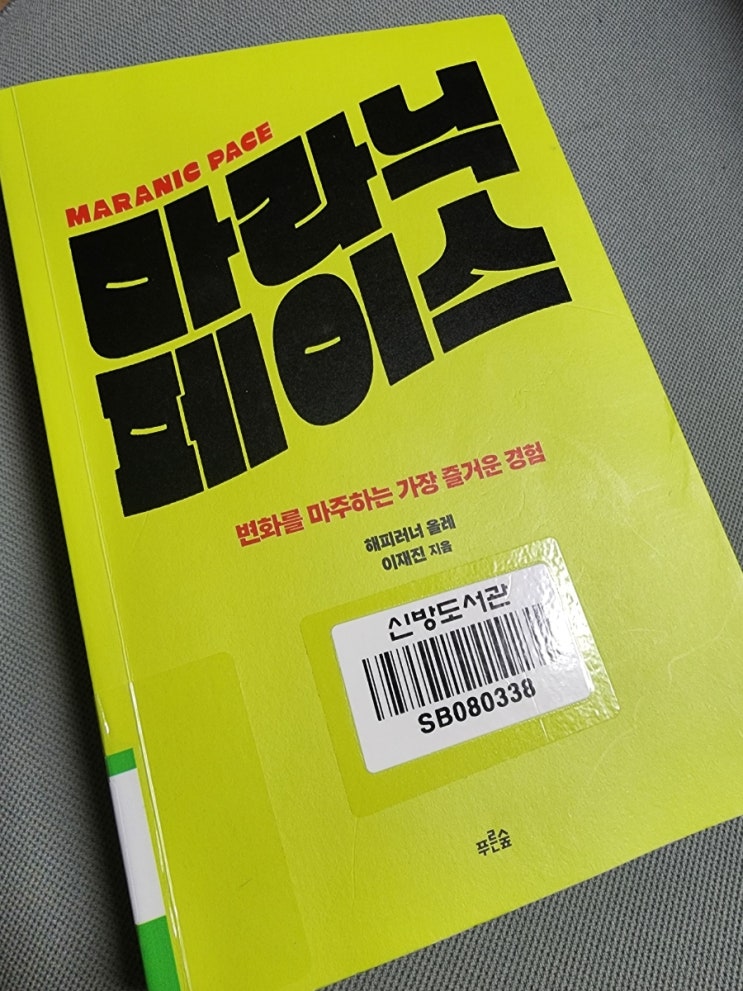 MARANIC PACE
마라닉
페이스
변화를 마주하는 가장 즐거운 경험
해피러너 올레
이재진 지음
신방도서관
SB080338
푸른숲